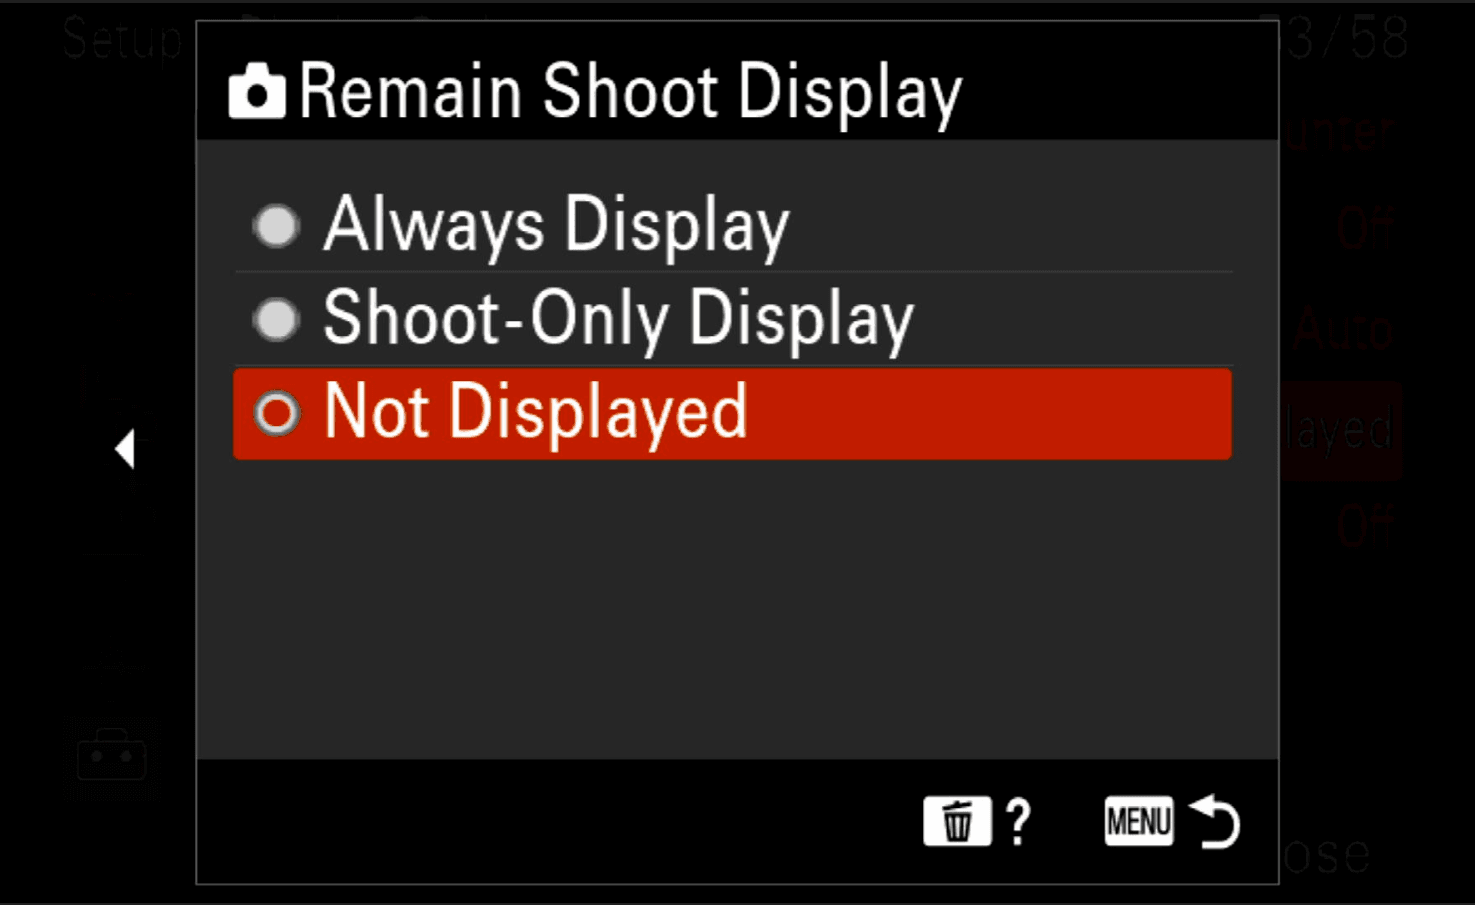 Setup
3/58
Remain Shoot Display
unter
Always Display
Off
Shoot-Only Display
Auto
Not Displayed
layed
Off
? MENU
ose